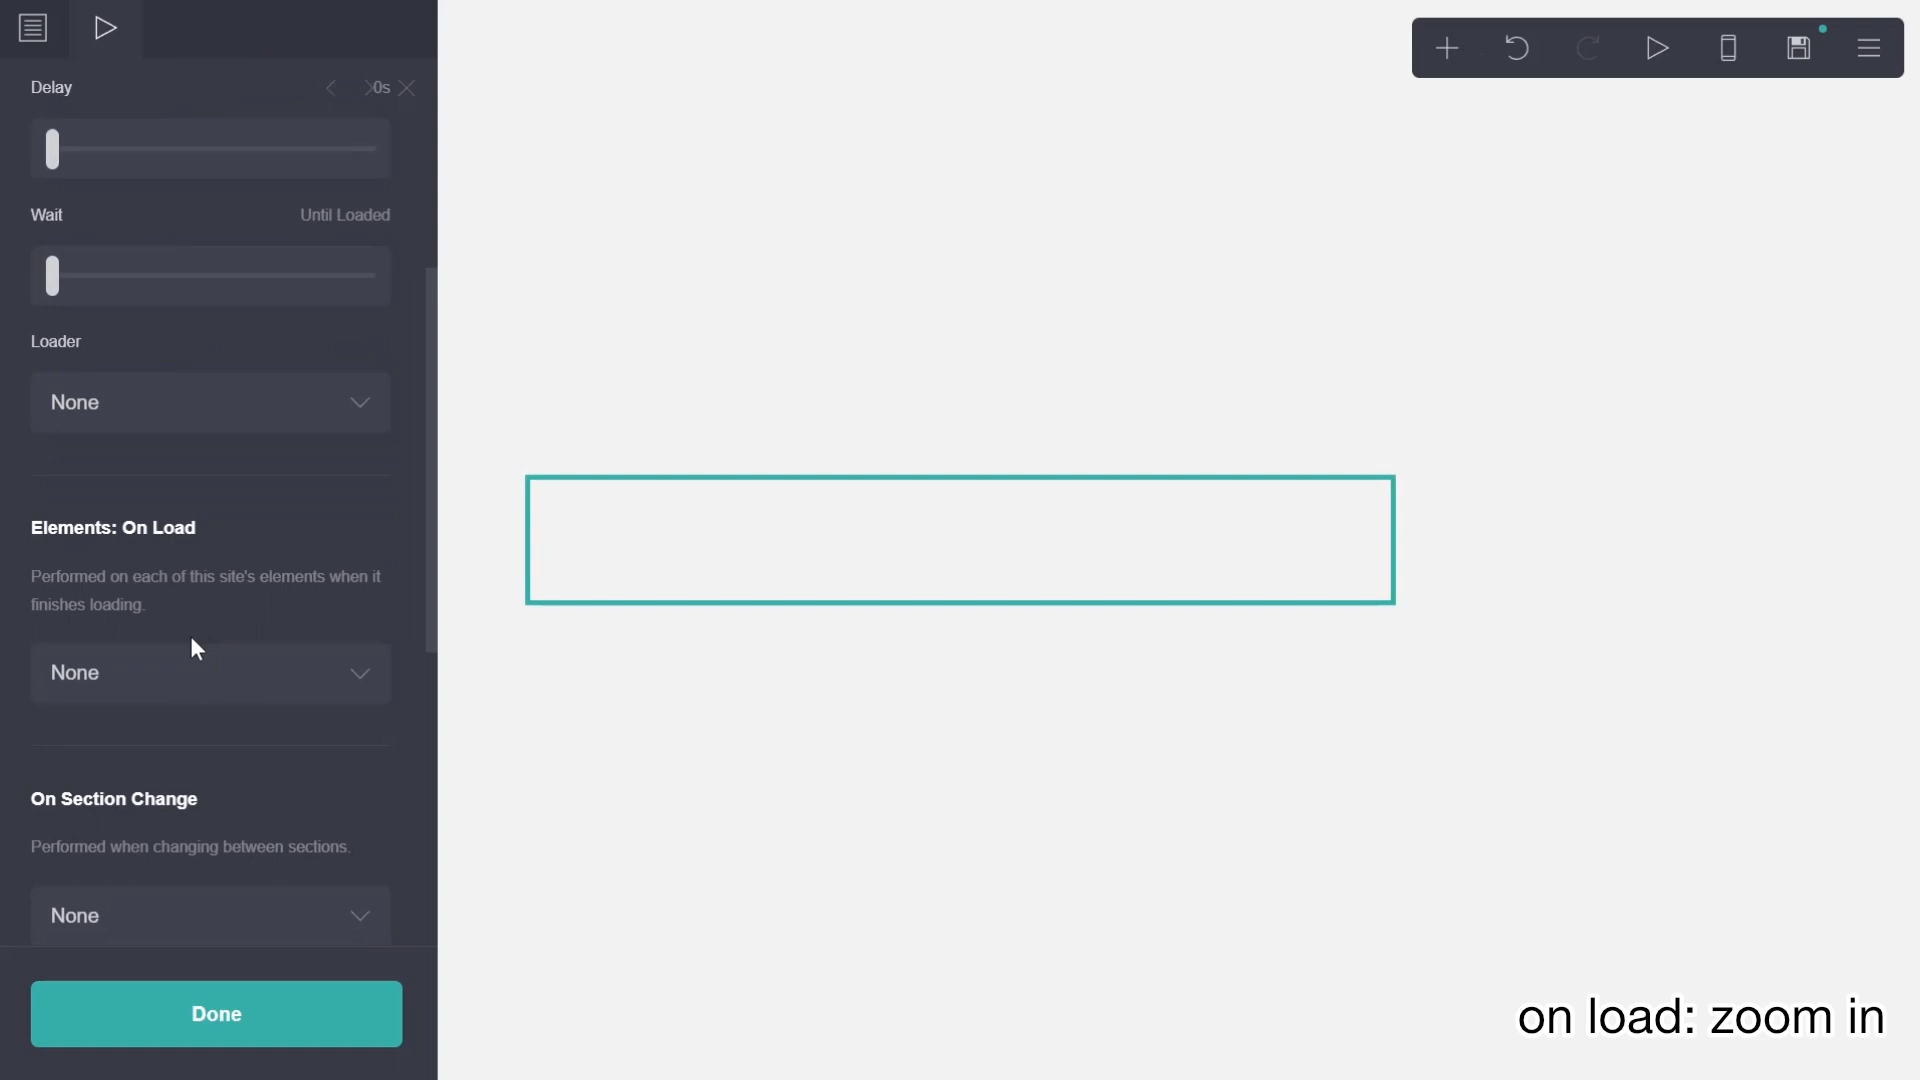 Delay 0s
Wait Until Loaded
Loader
None
Elements: On Load
Performed on each of this site's elements when it
finishes loading.
None
On Section Change
Performed when changing between sections.
None
Done
on load: zoom in